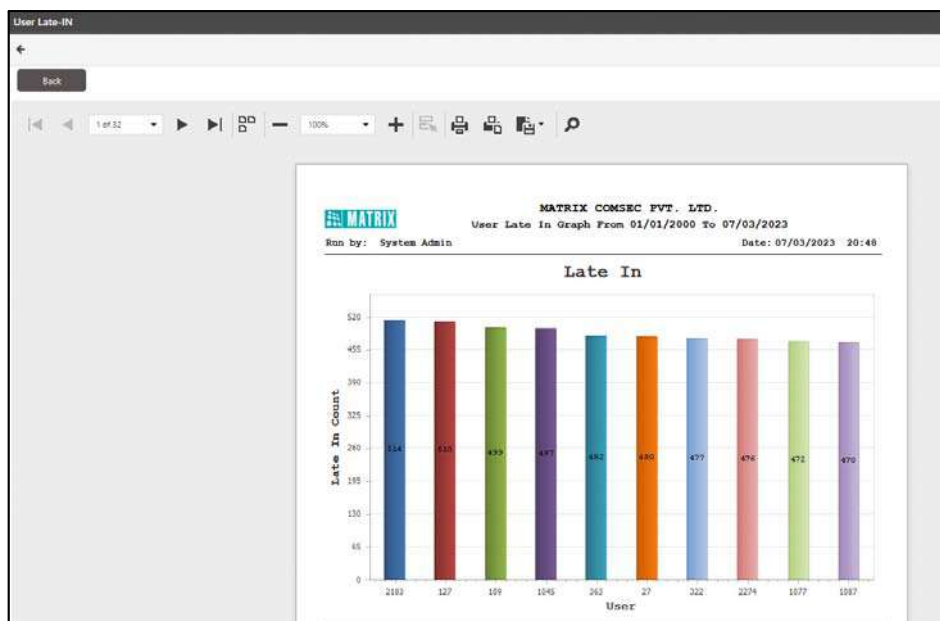 User Late-IN
Back
1 of 32
100%
MATRIX
MATRIX COMSEC PVT. LTD.
User Late In Graph From 01/01/2000 To 07/03/2023
Run by: System Admin
Date: 07/03/2023 20:48
Late In
520
455
390
325
260
195
130
65
0
Late In Count
514
499
497
482
480
477
476
472
470
2183 127 109 1045 363 27 322 2274 1077 1087
User